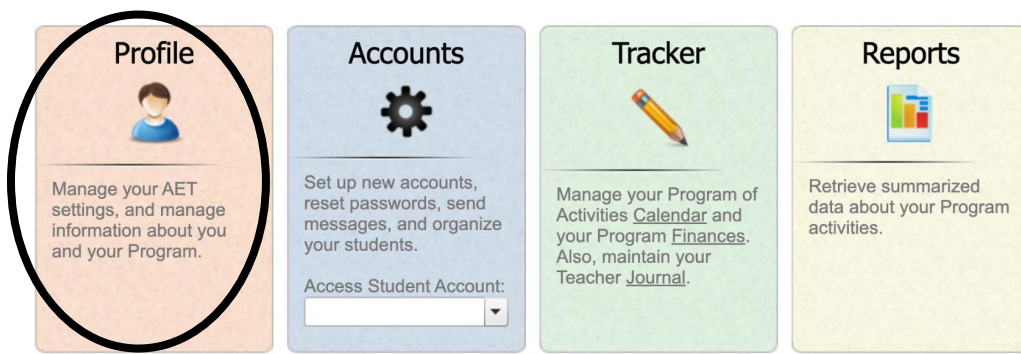 Profile
Manage your AET
settings, and manage
information about you
and your Program.
Accounts
Set up new accounts,
reset passwords, send
messages, and organize
your students.
Access Student Account:
Tracker
Manage your Program of
Activities Calendar and
your Program Finances.
Also, maintain your
Teacher Journal.
Reports
Retrieve summarized
data about your Program
activities.